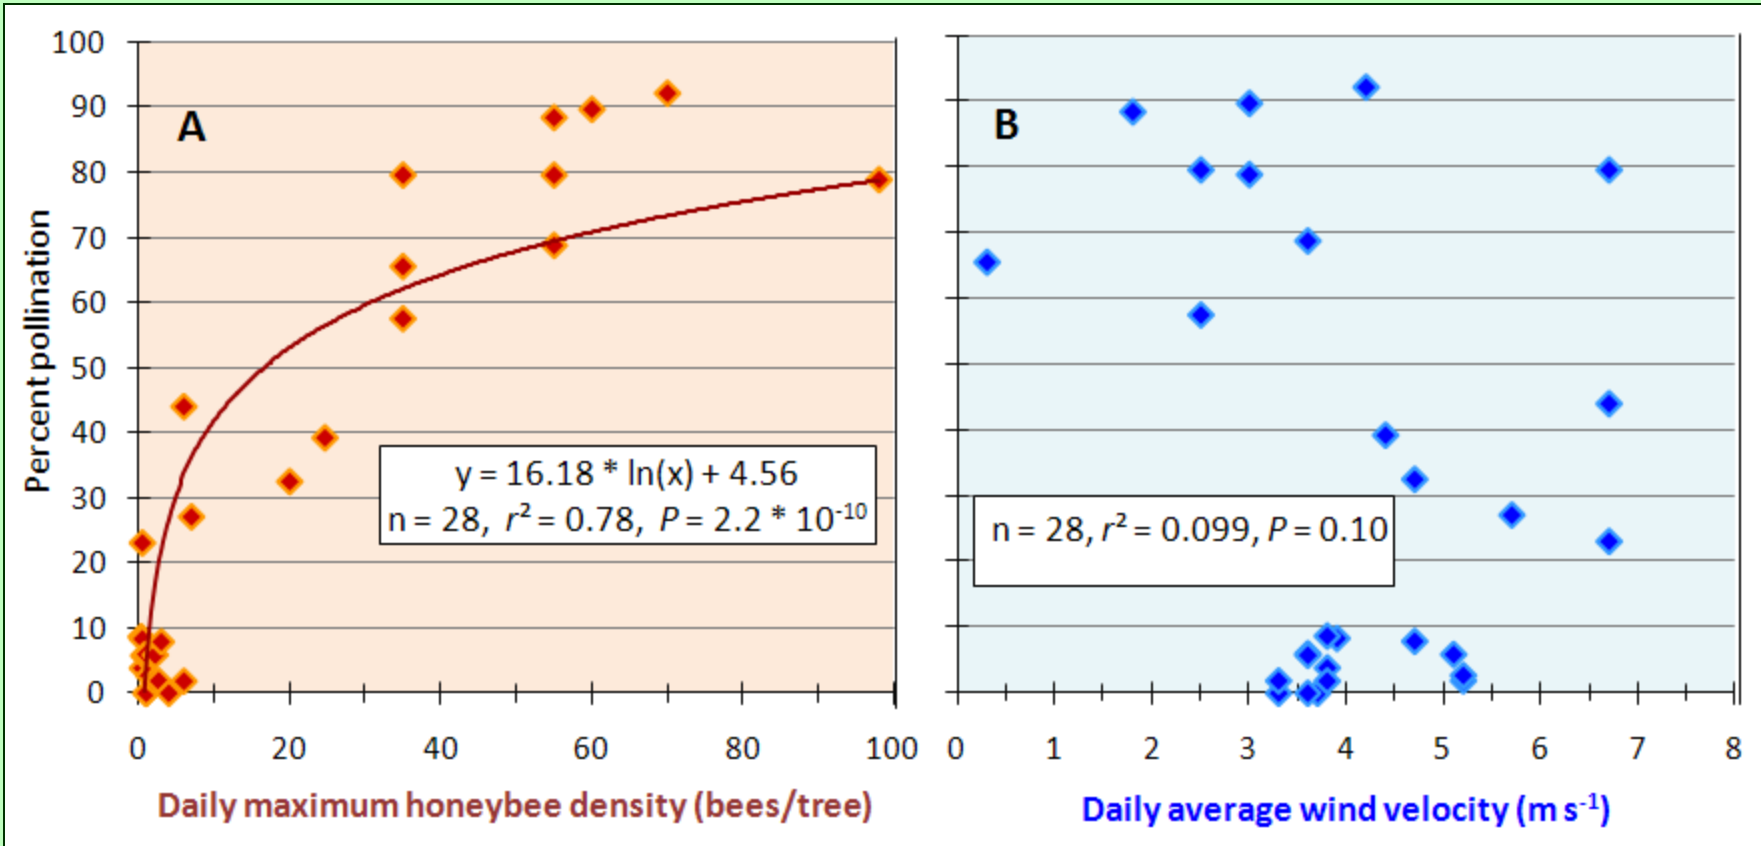 Percent pollination
100
90
80
70
60
50
40
30
20
10
0
A
y = 16.18 * ln(x) + 4.56
n = 28, r² = 0.78, P = 2.2 * 10⁻¹⁰
0 20 40 60 80 100
Daily maximum honeybee density (bees/tree)
B
n = 28, r² = 0.099, P = 0.10
0 1 2 3 4 5 6 7 8
Daily average wind velocity (m s⁻¹)